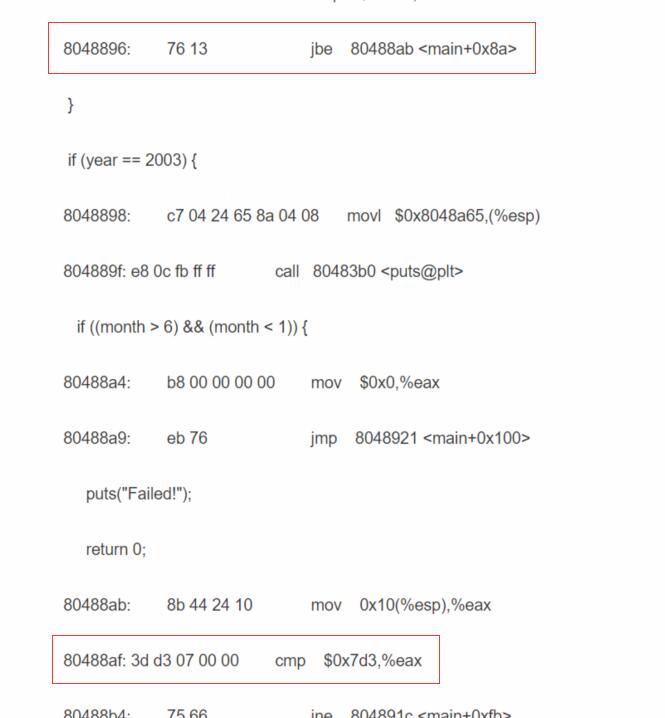 8048896: 76 13 jbe 80488ab <main+0x8a>
}
if (year == 2003) {
8048898: c7 04 24 65 8a 04 08 movl $0x8048a65,(%esp)
804889f: e8 0c fb ff ff call 80483b0 <puts@plt>
if ((month > 6) && (month < 1)) {
80488a4: b8 00 00 00 00 mov $0x0,%eax
80488a9: eb 76 jmp 8048921 <main+0x100>
puts("Failed!");
return 0;
80488ab: 8b 44 24 10 mov 0x10(%esp),%eax
80488af: 3d d3 07 00 00 cmp $0x7d3,%eax
80488b4: 75 66 jne 804891c <main+0xfb>